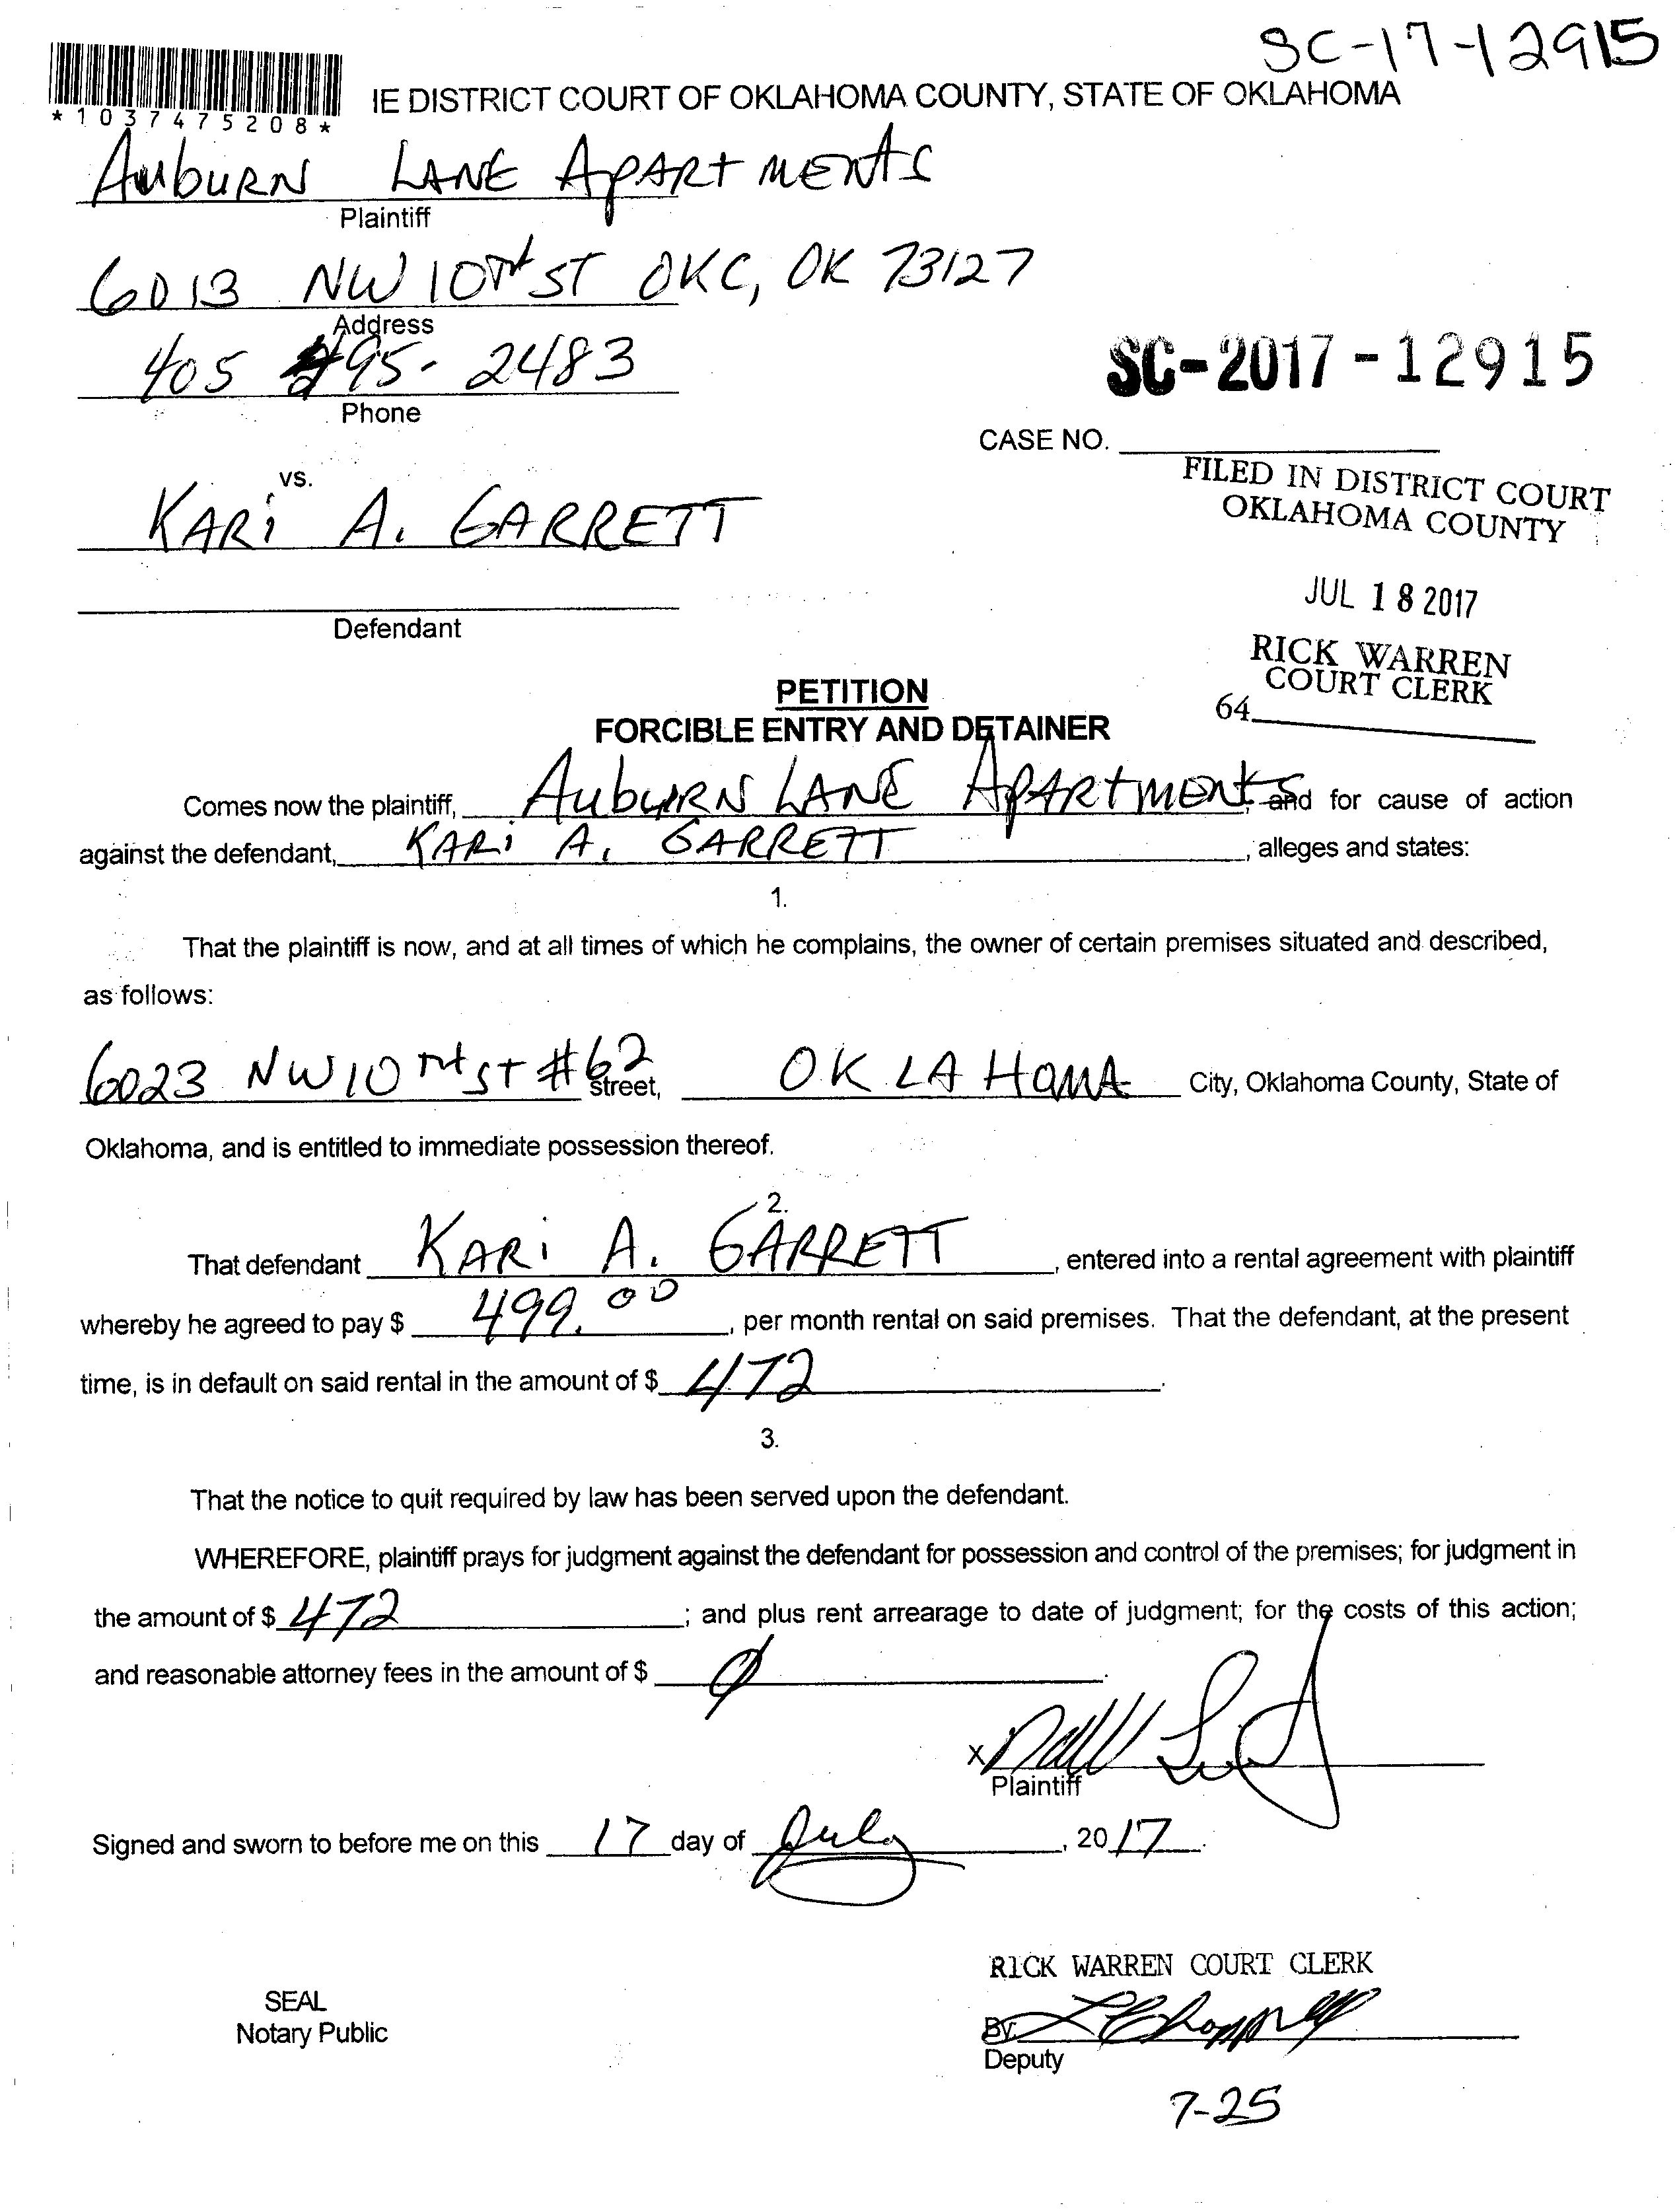 SC-17-12915
*1037475208*
IE DISTRICT COURT OF OKLAHOMA COUNTY, STATE OF OKLAHOMA
AubURN LANE APARtMENtS
Plaintiff
6013 NW 10TH ST OKC, OK 73127
Address
405 495-2483
Phone
SC-2017-12915
CASE NO.
vs.
FILED IN DISTRICT COURT
OKLAHOMA COUNTY
KARi A. GARRETT
JUL 18 2017
Defendant
RICK WARREN
COURT CLERK
64
PETITION
FORCIBLE ENTRY AND DETAINER
Comes now the plaintiff, AubURN LANE APARtMENtS, and for cause of action
against the defendant, KARi A. GARRETT, alleges and states:
1.
That the plaintiff is now, and at all times of which he complains, the owner of certain premises situated and described,
as follows:
6023 NW 10TH ST #62 Street, OKLAHOMA City, Oklahoma County, State of
Oklahoma, and is entitled to immediate possession thereof.
2.
That defendant KARi A. GARRETT, entered into a rental agreement with plaintiff
whereby he agreed to pay $ 499.00, per month rental on said premises. That the defendant, at the present
time, is in default on said rental in the amount of $ 472.
3.
That the notice to quit required by law has been served upon the defendant.
WHEREFORE, plaintiff prays for judgment against the defendant for possession and control of the premises; for judgment in
the amount of $ 472; and plus rent arrearage to date of judgment; for the costs of this action;
and reasonable attorney fees in the amount of $ Ø.
X
Plaintiff
Signed and sworn to before me on this 17 day of July, 2017.
RICK WARREN COURT CLERK
SEAL
Notary Public
By
Deputy
7-25